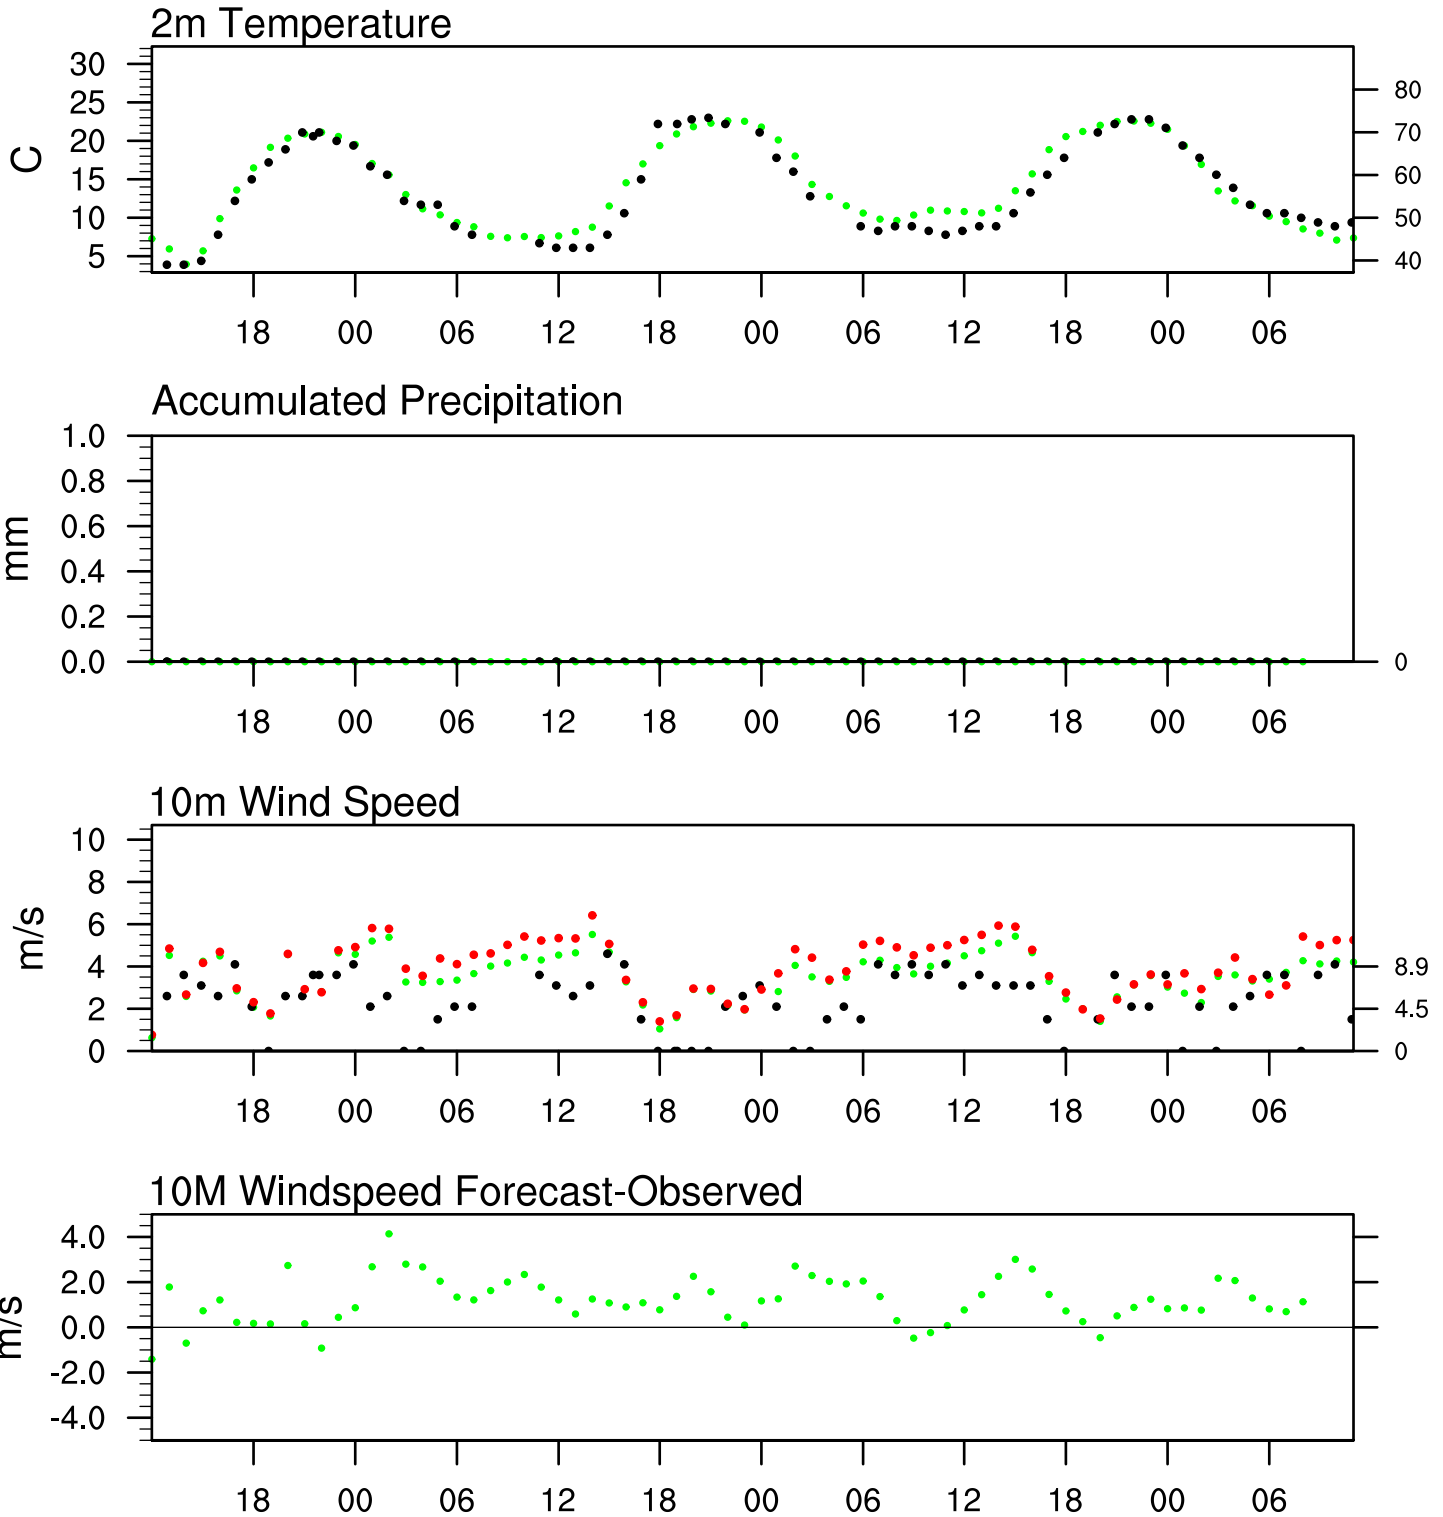 2m Temperature
30
25
20
15
10
5
C
80
70
60
50
40
18 00 06 12 18 00 06 12 18 00 06
Accumulated Precipitation
1.0
0.8
0.6
0.4
0.2
0.0
mm
0
18 00 06 12 18 00 06 12 18 00 06
10m Wind Speed
10
8
6
4
2
0
m/s
8.9
4.5
0
18 00 06 12 18 00 06 12 18 00 06
10M Windspeed Forecast-Observed
4.0
2.0
0.0
-2.0
-4.0
m/s
18 00 06 12 18 00 06 12 18 00 06